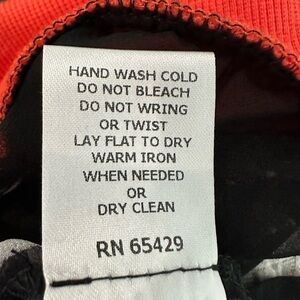 HAND WASH COLD
DO NOT BLEACH
DO NOT WRING
OR TWIST
LAY FLAT TO DRY
WARM IRON
WHEN NEEDED
OR
DRY CLEAN
RN 65429